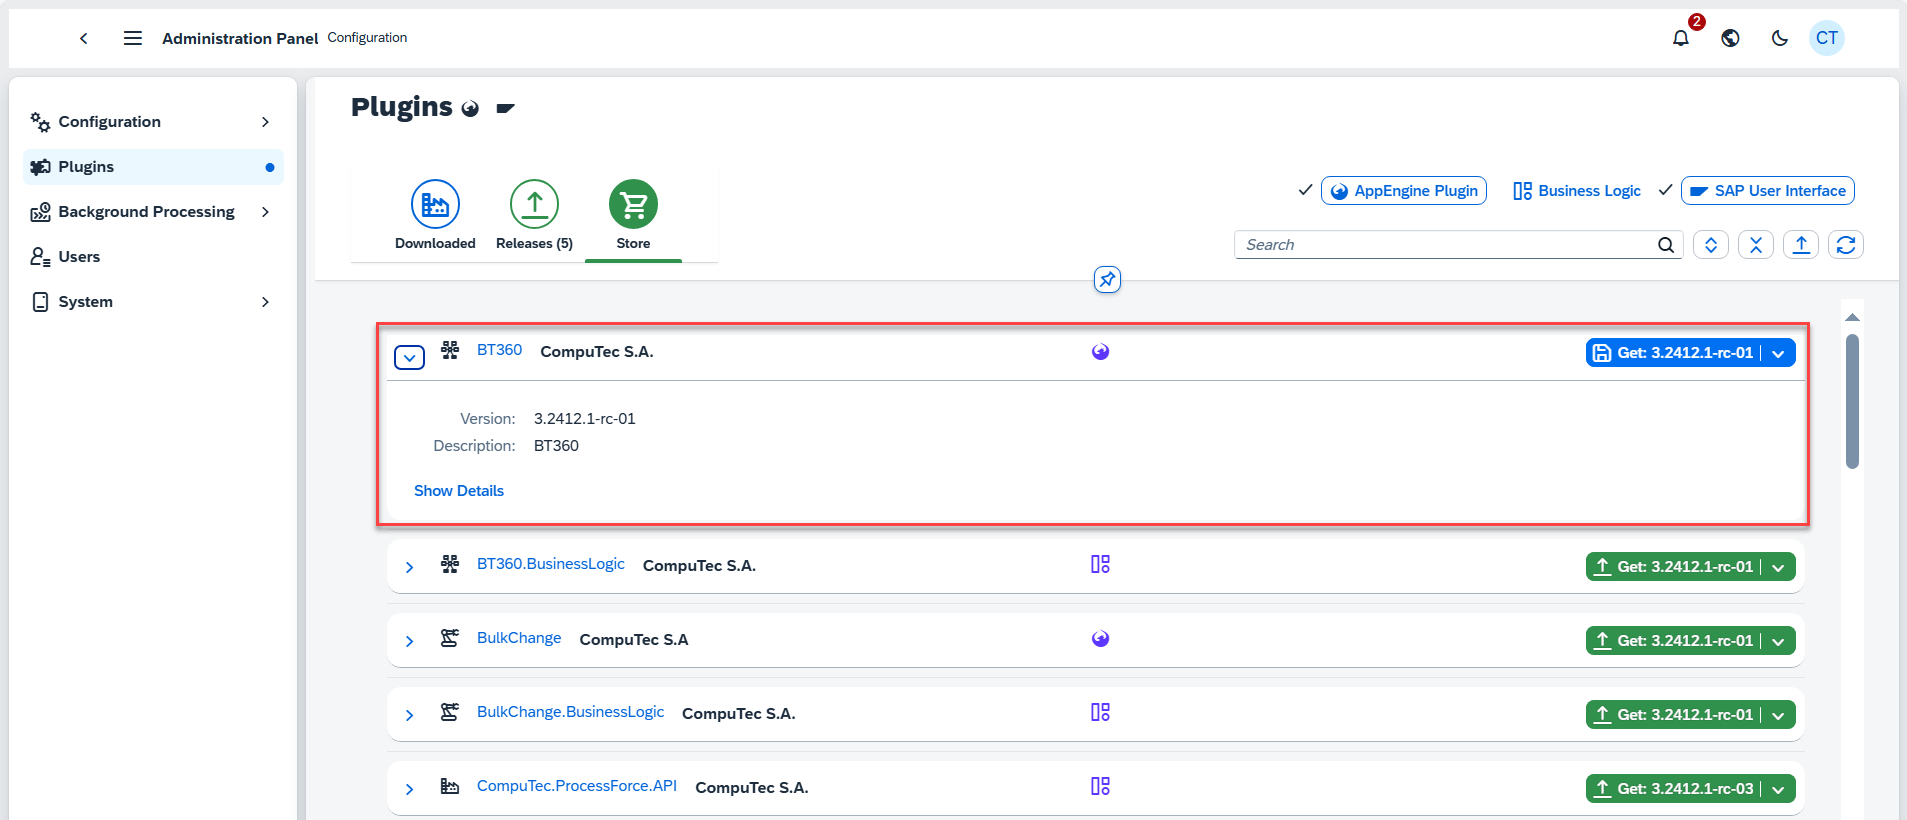 Administration Panel Configuration
2
CT
Configuration
Plugins
Background Processing
Users
System
Plugins
Downloaded
Releases (5)
Store
AppEngine Plugin
Business Logic
SAP User Interface
Search
BT360 CompuTec S.A. Get: 3.2412.1-rc-01
Version: 3.2412.1-rc-01
Description: BT360
Show Details
BT360.BusinessLogic CompuTec S.A. Get: 3.2412.1-rc-01
BulkChange CompuTec S.A Get: 3.2412.1-rc-01
BulkChange.BusinessLogic CompuTec S.A. Get: 3.2412.1-rc-01
CompuTec.ProcessForce.API CompuTec S.A. Get: 3.2412.1-rc-03